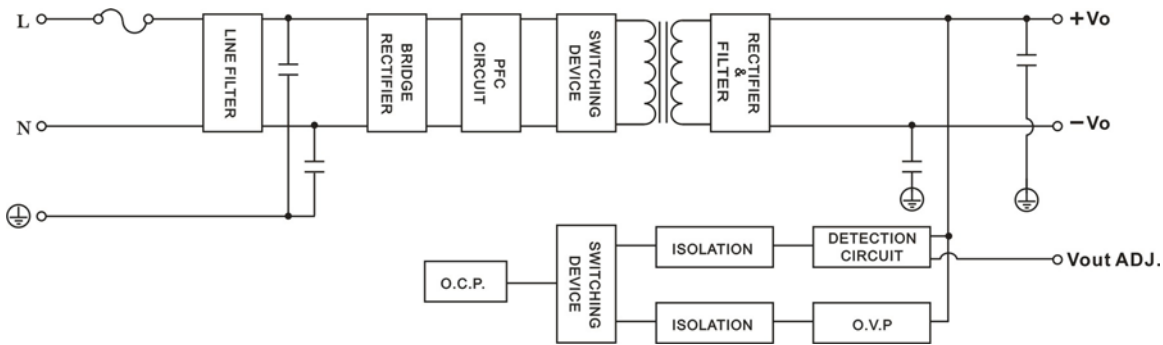 L
N
LINE FILTER
BRIDGE
RECTIFIER
PFC
CIRCUIT
SWITCHING
DEVICE
RECTIFIER
&
FILTER
+Vo
−Vo
O.C.P.
SWITCHING
DEVICE
ISOLATION
DETECTION
CIRCUIT
Vout ADJ.
ISOLATION
O.V.P